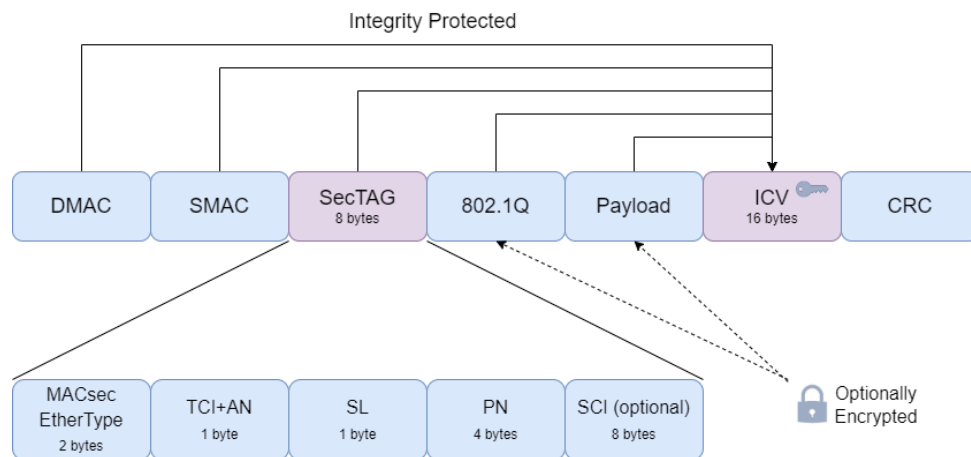 Integrity Protected
DMAC
SMAC
SecTAG
8 bytes
802.1Q
Payload
ICV
16 bytes
CRC
MACsec
EtherType
2 bytes
TCI+AN
1 byte
SL
1 byte
PN
4 bytes
SCI (optional)
8 bytes
Optionally
Encrypted